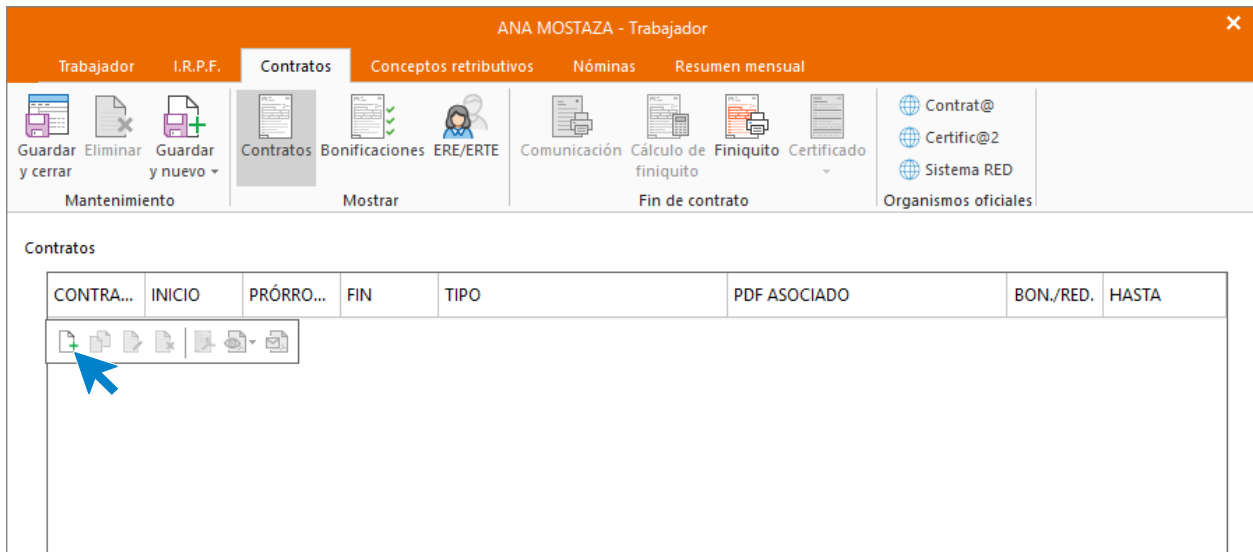 ANA MOSTAZA - Trabajador
Trabajador I.R.P.F. Contratos Conceptos retributivos Nóminas Resumen mensual
Guardar y cerrar
Eliminar
Guardar y nuevo
Mantenimiento
Contratos
Bonificaciones
ERE/ERTE
Mostrar
Comunicación
Cálculo de finiquito
Finiquito
Certificado
Fin de contrato
Contrat@
Certific@2
Sistema RED
Organismos oficiales
Contratos
CONTRA... INICIO PRÓRRO... FIN TIPO PDF ASOCIADO BON./RED. HASTA